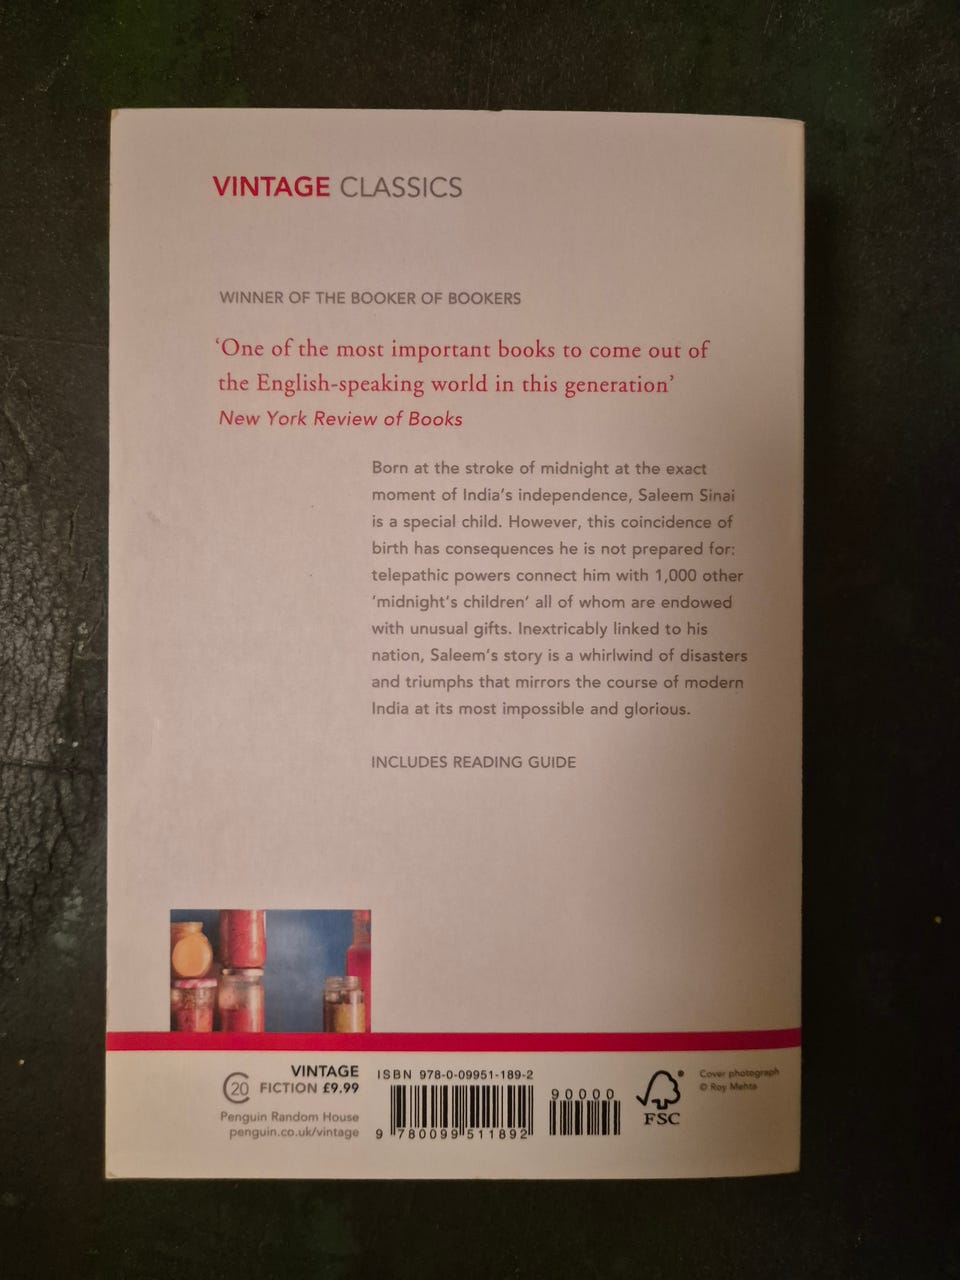 VINTAGE CLASSICS
WINNER OF THE BOOKER OF BOOKERS
‘One of the most important books to come out of
the English-speaking world in this generation’
New York Review of Books
Born at the stroke of midnight at the exact
moment of India's independence, Saleem Sinai
is a special child. However, this coincidence of
birth has consequences he is not prepared for:
telepathic powers connect him with 1,000 other
'midnight's children' all of whom are endowed
with unusual gifts. Inextricably linked to his
nation, Saleem's story is a whirlwind of disasters
and triumphs that mirrors the course of modern
India at its most impossible and glorious.
INCLUDES READING GUIDE
C20
VINTAGE
FICTION £9.99
Penguin Random House
penguin.co.uk/vintage
ISBN 978-0-09951-189-2
9 780099 511892
90000
FSC
Cover photograph
© Roy Mehta